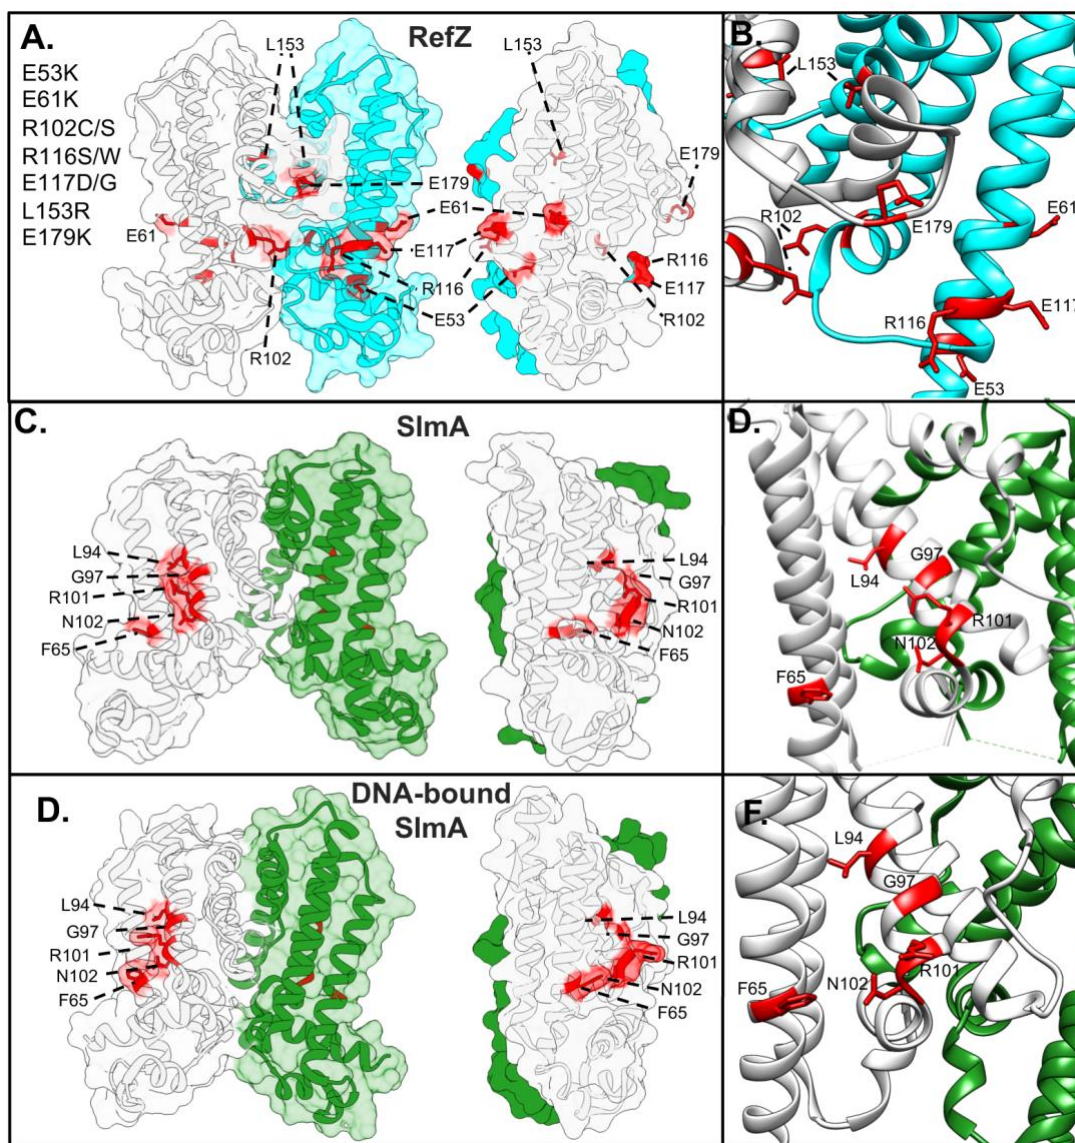 A.
RefZ
E53K
E61K
R102C/S
R116S/W
E117D/G
L153R
E179K
L153
L153
E179
E179
E61
E61
E117
R116
R116
E117
E53
R102
R102
B.
L153
R102
E179
E61
R116
E117
E53
C.
SlmA
L94
G97
R101
N102
F65
L94
G97
R101
N102
F65
D.
G97
L94
R101
N102
F65
D.
DNA-bound
SlmA
L94
G97
R101
N102
F65
L94
G97
R101
N102
F65
F.
L94
G97
F65
N102
R101